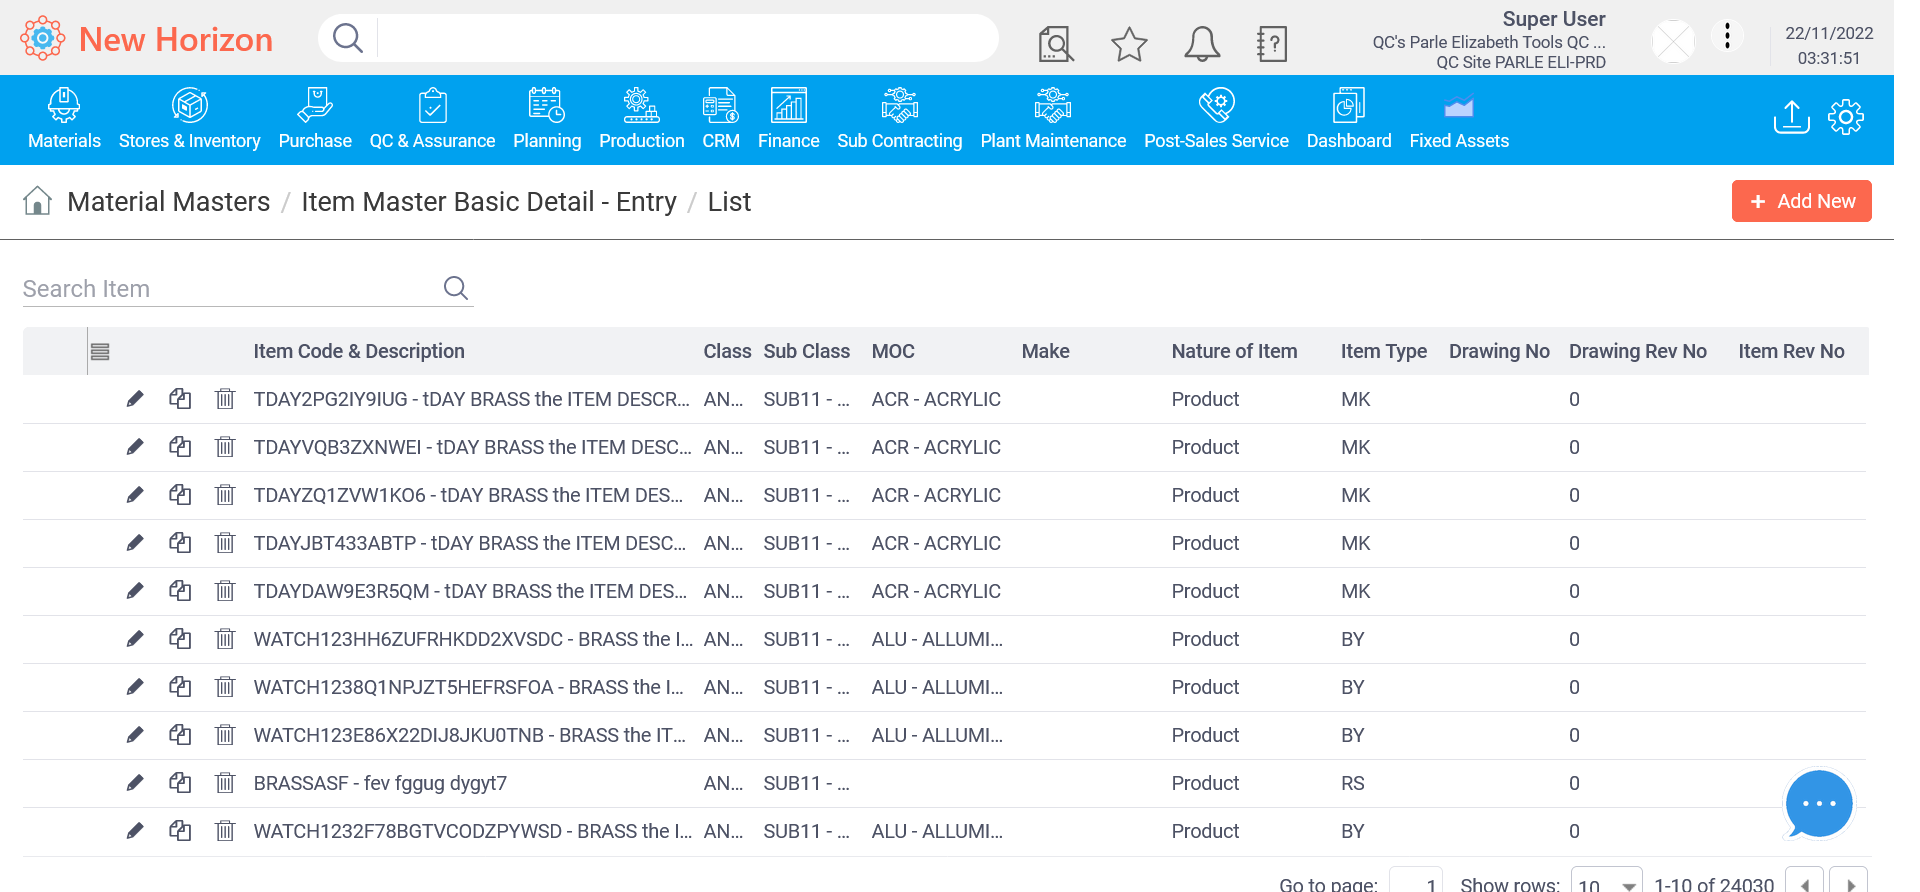 New Horizon
Super User
QC's Parle Elizabeth Tools QC ...
QC Site PARLE ELI-PRD
22/11/2022
03:31:51
Materials Stores & Inventory Purchase QC & Assurance Planning Production CRM Finance Sub Contracting Plant Maintenance Post-Sales Service Dashboard Fixed Assets
Material Masters / Item Master Basic Detail - Entry / List
+ Add New
Search Item
Item Code & Description Class Sub Class MOC Make Nature of Item Item Type Drawing No Drawing Rev No Item Rev No
TDAY2PG2IY9IUG - tDAY BRASS the ITEM DESCR... AN... SUB11 - ... ACR - ACRYLIC Product MK 0
TDAYVQB3ZXNWEI - tDAY BRASS the ITEM DESC... AN... SUB11 - ... ACR - ACRYLIC Product MK 0
TDAYZQ1ZVW1KO6 - tDAY BRASS the ITEM DES... AN... SUB11 - ... ACR - ACRYLIC Product MK 0
TDAYJBT433ABTP - tDAY BRASS the ITEM DESC... AN... SUB11 - ... ACR - ACRYLIC Product MK 0
TDAYDAW9E3R5QM - tDAY BRASS the ITEM DES... AN... SUB11 - ... ACR - ACRYLIC Product MK 0
WATCH123HH6ZUFRHKDD2XVSDC - BRASS the I... AN... SUB11 - ... ALU - ALLUMI... Product BY 0
WATCH1238Q1NPJZT5HEFRSFOA - BRASS the I... AN... SUB11 - ... ALU - ALLUMI... Product BY 0
WATCH123E86X22DIJ8JKU0TNB - BRASS the IT... AN... SUB11 - ... ALU - ALLUMI... Product BY 0
BRASSASF - fev fggug dygyt7 AN... SUB11 - ... Product RS 0
WATCH1232F78BGTVCODZPYWSD - BRASS the I... AN... SUB11 - ... ALU - ALLUMI... Product BY 0
Go to page: 1 Show rows: 10 1-10 of 24030